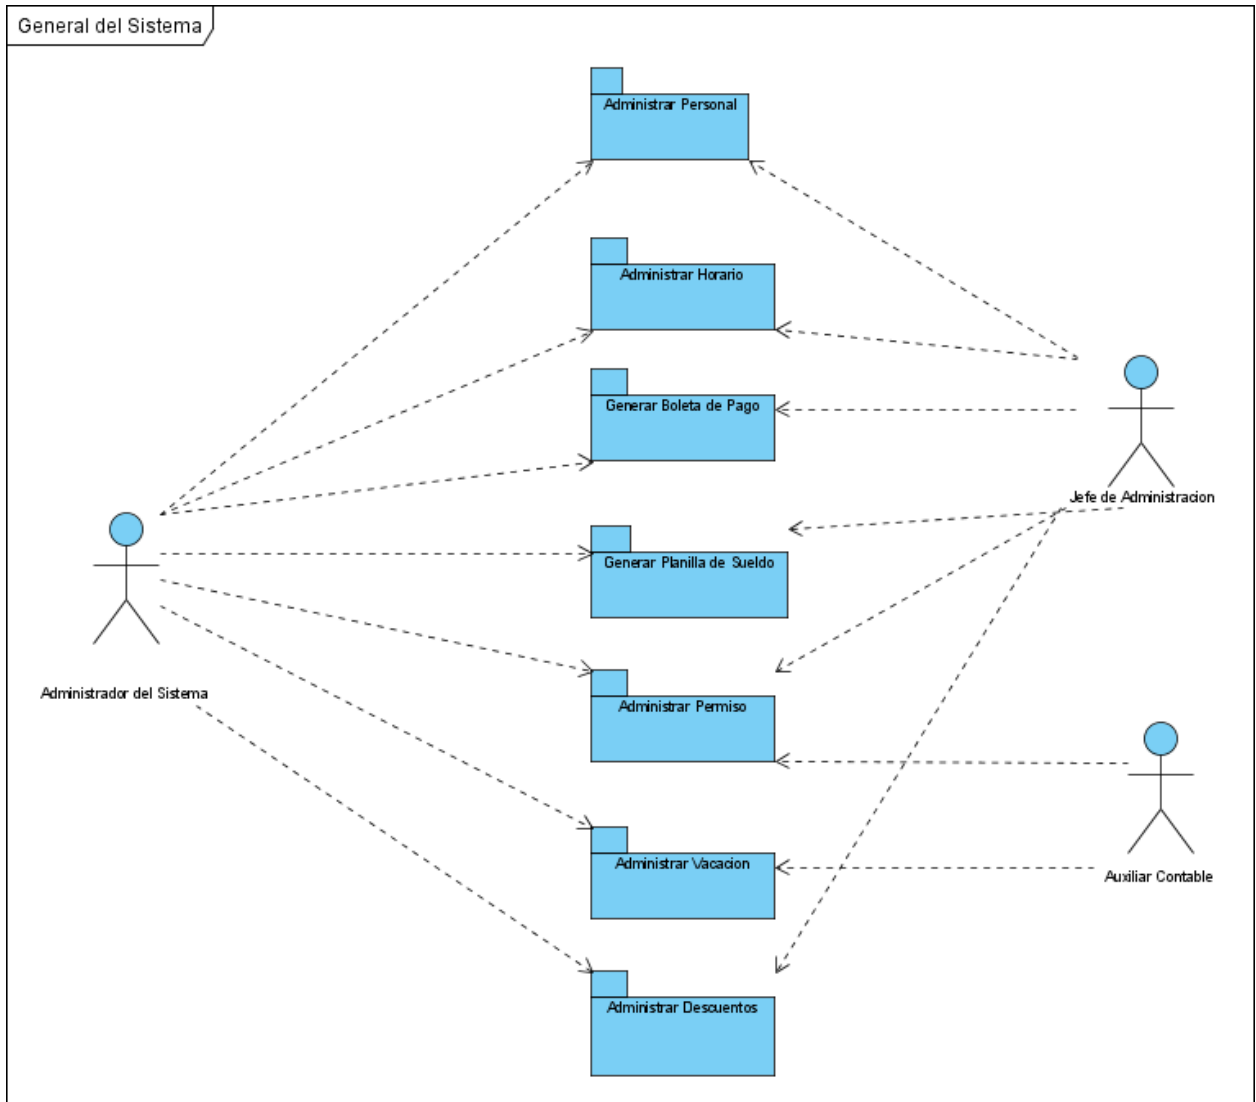 General del Sistema
Administrar Personal
Administrar Horario
Generar Boleta de Pago
Jefe de Administracion
Generar Planilla de Sueldo
Administrador del Sistema
Administrar Permiso
Administrar Vacacion
Auxiliar Contable
Administrar Descuentos